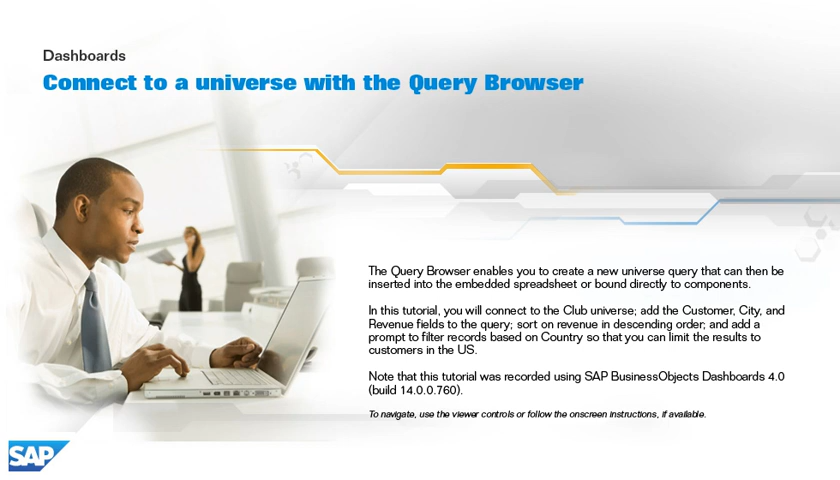 Dashboards
Connect to a universe with the Query Browser
The Query Browser enables you to create a new universe query that can then be
inserted into the embedded spreadsheet or bound directly to components.
In this tutorial, you will connect to the Club universe; add the Customer, City, and
Revenue fields to the query; sort on revenue in descending order; and add a
prompt to filter records based on Country so that you can limit the results to
customers in the US.
Note that this tutorial was recorded using SAP BusinessObjects Dashboards 4.0
(build 14.0.0.760).
To navigate, use the viewer controls or follow the onscreen instructions, if available.
SAP